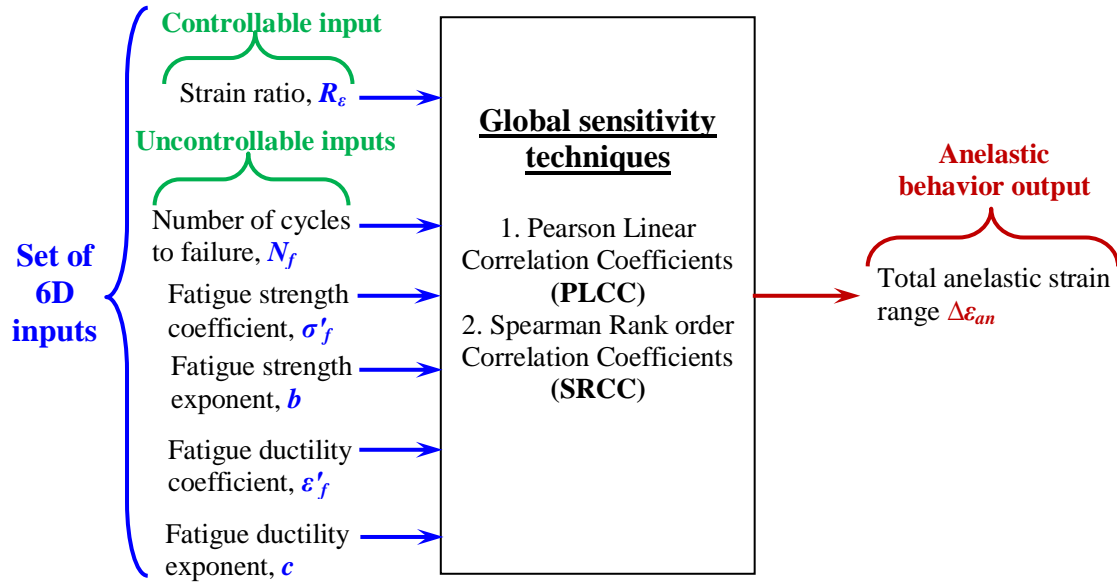 Controllable input
Strain ratio, Rε
Uncontrollable inputs
Number of cycles
to failure, Nf
Set of
6D
inputs
Fatigue strength
coefficient, σ'f
Fatigue strength
exponent, b
Fatigue ductility
coefficient, ε'f
Fatigue ductility
exponent, c
Global sensitivity
techniques
1. Pearson Linear
Correlation Coefficients
(PLCC)
2. Spearman Rank order
Correlation Coefficients
(SRCC)
Anelastic
behavior output
Total anelastic strain
range Δεan